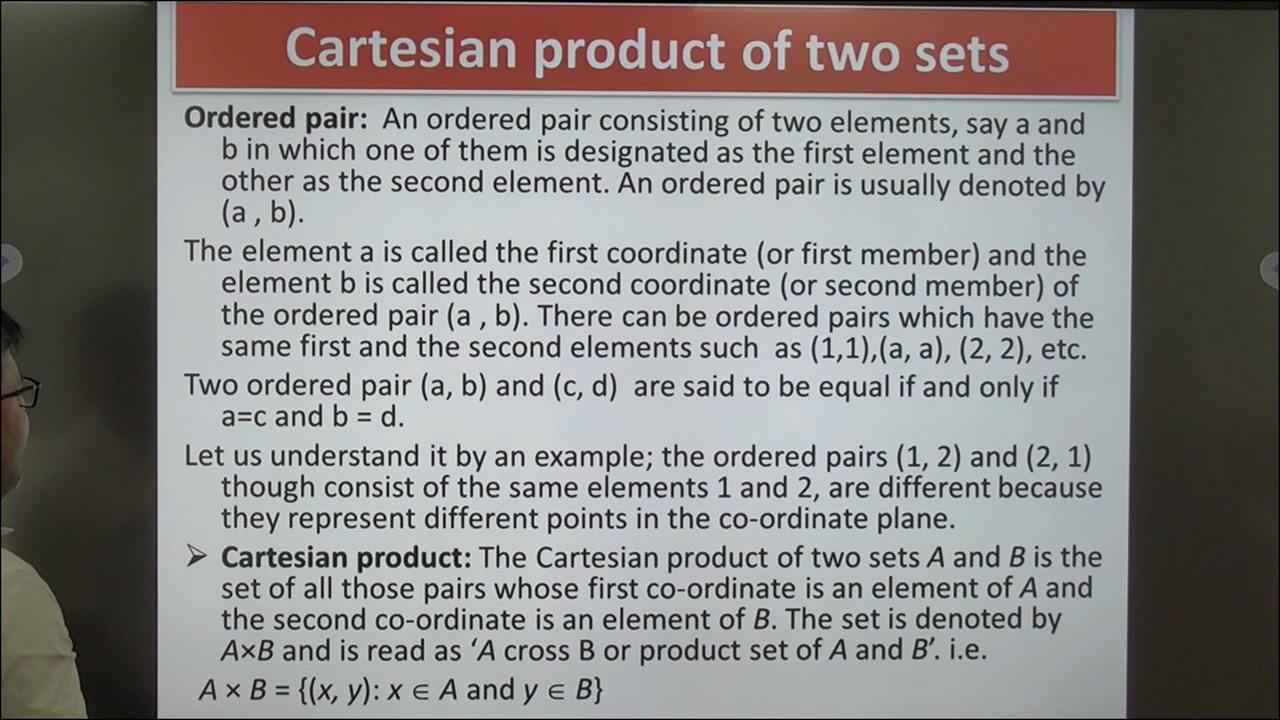 Cartesian product of two sets
Ordered pair: An ordered pair consisting of two elements, say a and
b in which one of them is designated as the first element and the
other as the second element. An ordered pair is usually denoted by
(a , b).
The element a is called the first coordinate (or first member) and the
element b is called the second coordinate (or second member) of
the ordered pair (a , b). There can be ordered pairs which have the
same first and the second elements such as (1,1),(a, a), (2, 2), etc.
Two ordered pair (a, b) and (c, d) are said to be equal if and only if
a=c and b = d.
Let us understand it by an example; the ordered pairs (1, 2) and (2, 1)
though consist of the same elements 1 and 2, are different because
they represent different points in the co-ordinate plane.
➢ Cartesian product: The Cartesian product of two sets A and B is the
set of all those pairs whose first co-ordinate is an element of A and
the second co-ordinate is an element of B. The set is denoted by
A×B and is read as ‘A cross B or product set of A and B’. i.e.
A × B = {(x, y): x ∈ A and y ∈ B}